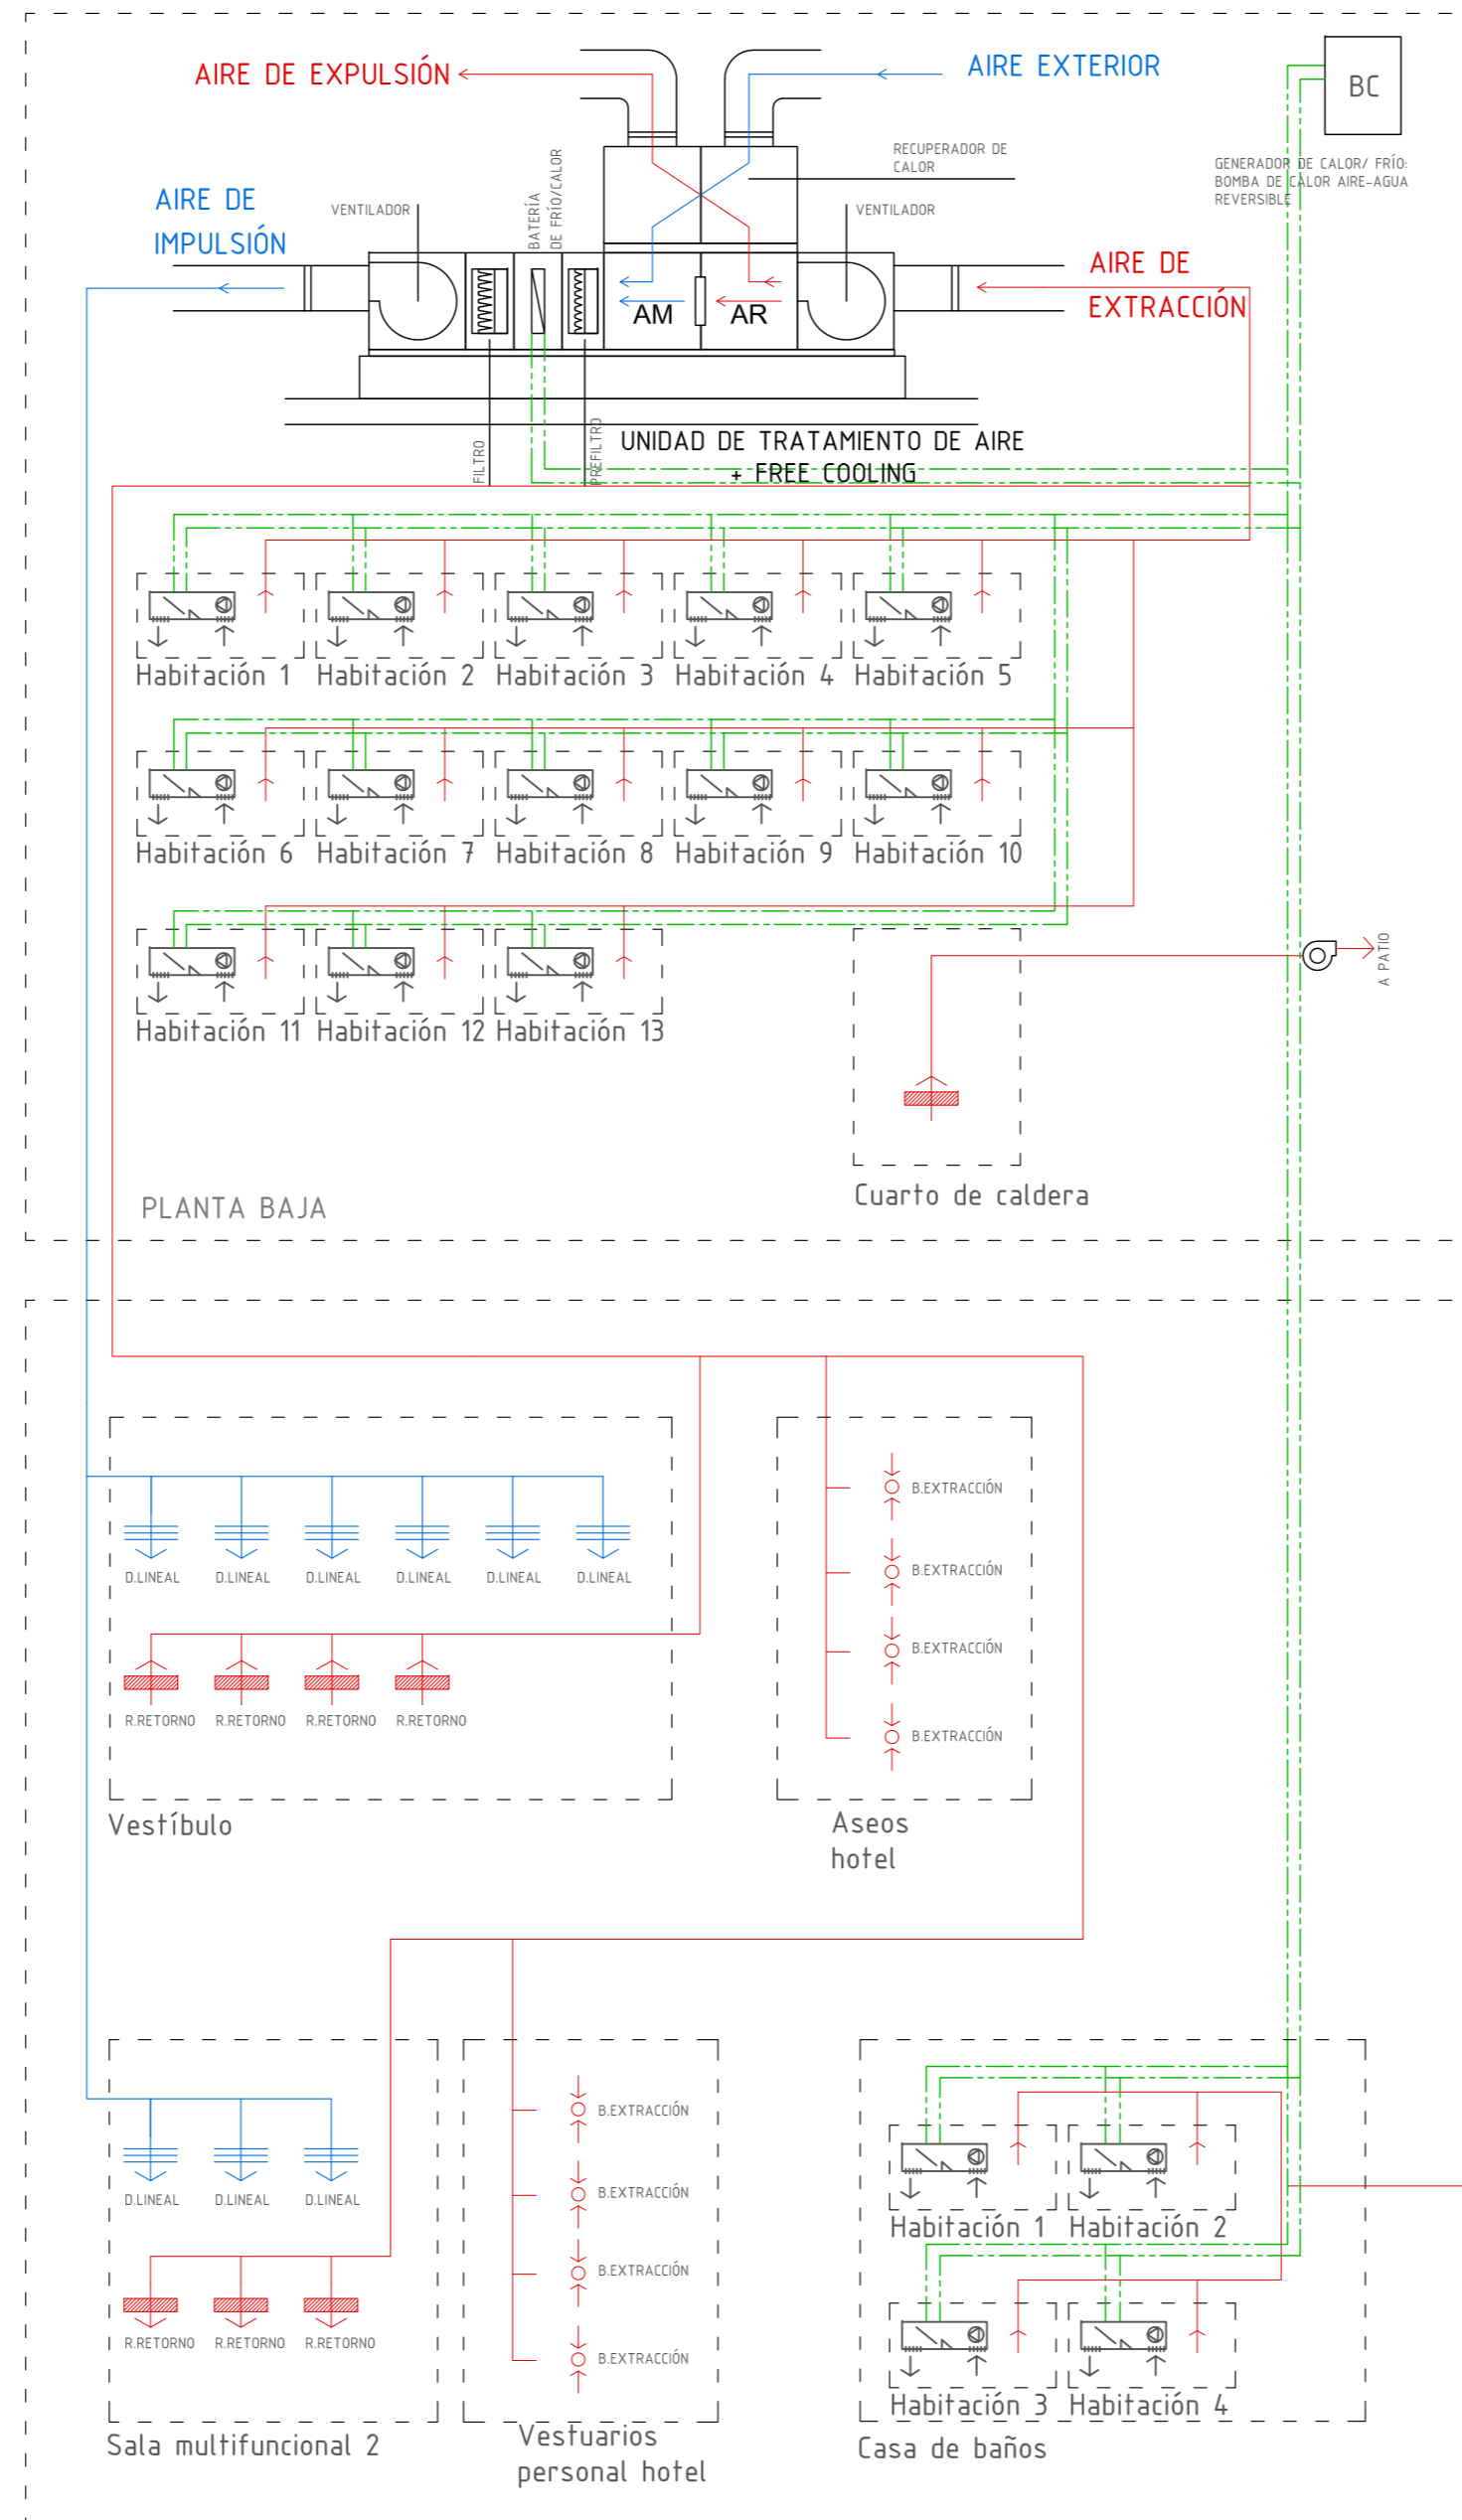 AIRE DE EXPULSIÓN
AIRE EXTERIOR
BC
RECUPERADOR DE
CALOR
GENERADOR DE CALOR/ FRÍO:
BOMBA DE CALOR AIRE-AGUA
REVERSIBLE
AIRE DE
IMPULSIÓN
VENTILADOR
BATERÍA
DE FRÍO/CALOR
VENTILADOR
AIRE DE
EXTRACCIÓN
AM
AR
FILTRO
PREFILTRO
UNIDAD DE TRATAMIENTO DE AIRE
+ FREE COOLING
Habitación 1
Habitación 2
Habitación 3
Habitación 4
Habitación 5
Habitación 6
Habitación 7
Habitación 8
Habitación 9
Habitación 10
Habitación 11
Habitación 12
Habitación 13
A PATIO
Cuarto de caldera
PLANTA BAJA
D.LINEAL
D.LINEAL
D.LINEAL
D.LINEAL
D.LINEAL
D.LINEAL
R.RETORNO
R.RETORNO
R.RETORNO
R.RETORNO
Vestíbulo
B.EXTRACCIÓN
B.EXTRACCIÓN
B.EXTRACCIÓN
B.EXTRACCIÓN
Aseos
hotel
D.LINEAL
D.LINEAL
D.LINEAL
R.RETORNO
R.RETORNO
R.RETORNO
Sala multifuncional 2
B.EXTRACCIÓN
B.EXTRACCIÓN
B.EXTRACCIÓN
B.EXTRACCIÓN
Vestuarios
personal hotel
Habitación 1
Habitación 2
Habitación 3
Habitación 4
Casa de baños